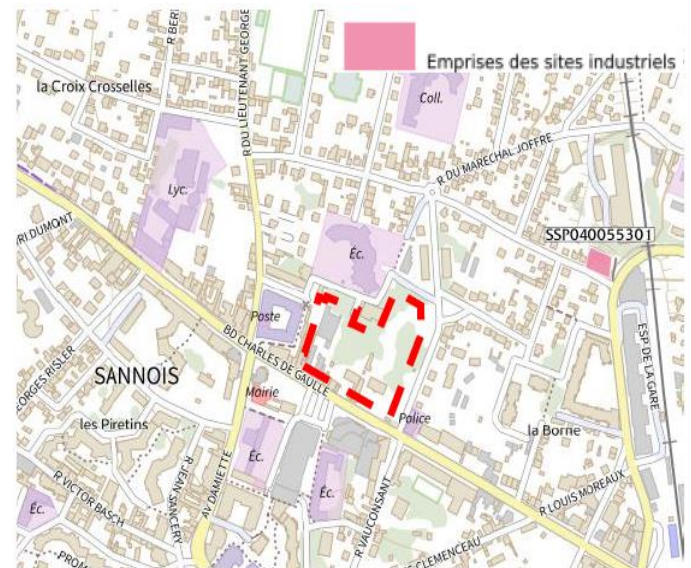 Emprises des sites industriels
R BER
R DU LIEUTENANT GEORGE
la Croix Crosselles
Coll.
R DU MARECHAL JOFFRE
Lyc.
SSP040055301
RI DUMONT
Éc.
Poste
BD CHARLES DE GAULLE
ESP DE LA GARE
GEORGES RISLER
SANNOIS
Mairie
Police
la Borne
les Piretins
Éc.
Éc.
R JEAN SANCERY
AV DAMIETTE
R VICTOR BASCH
R LOUIS MOREAUX
Éc.
R VAUCONSANT
CLEMENCEAU
PROM